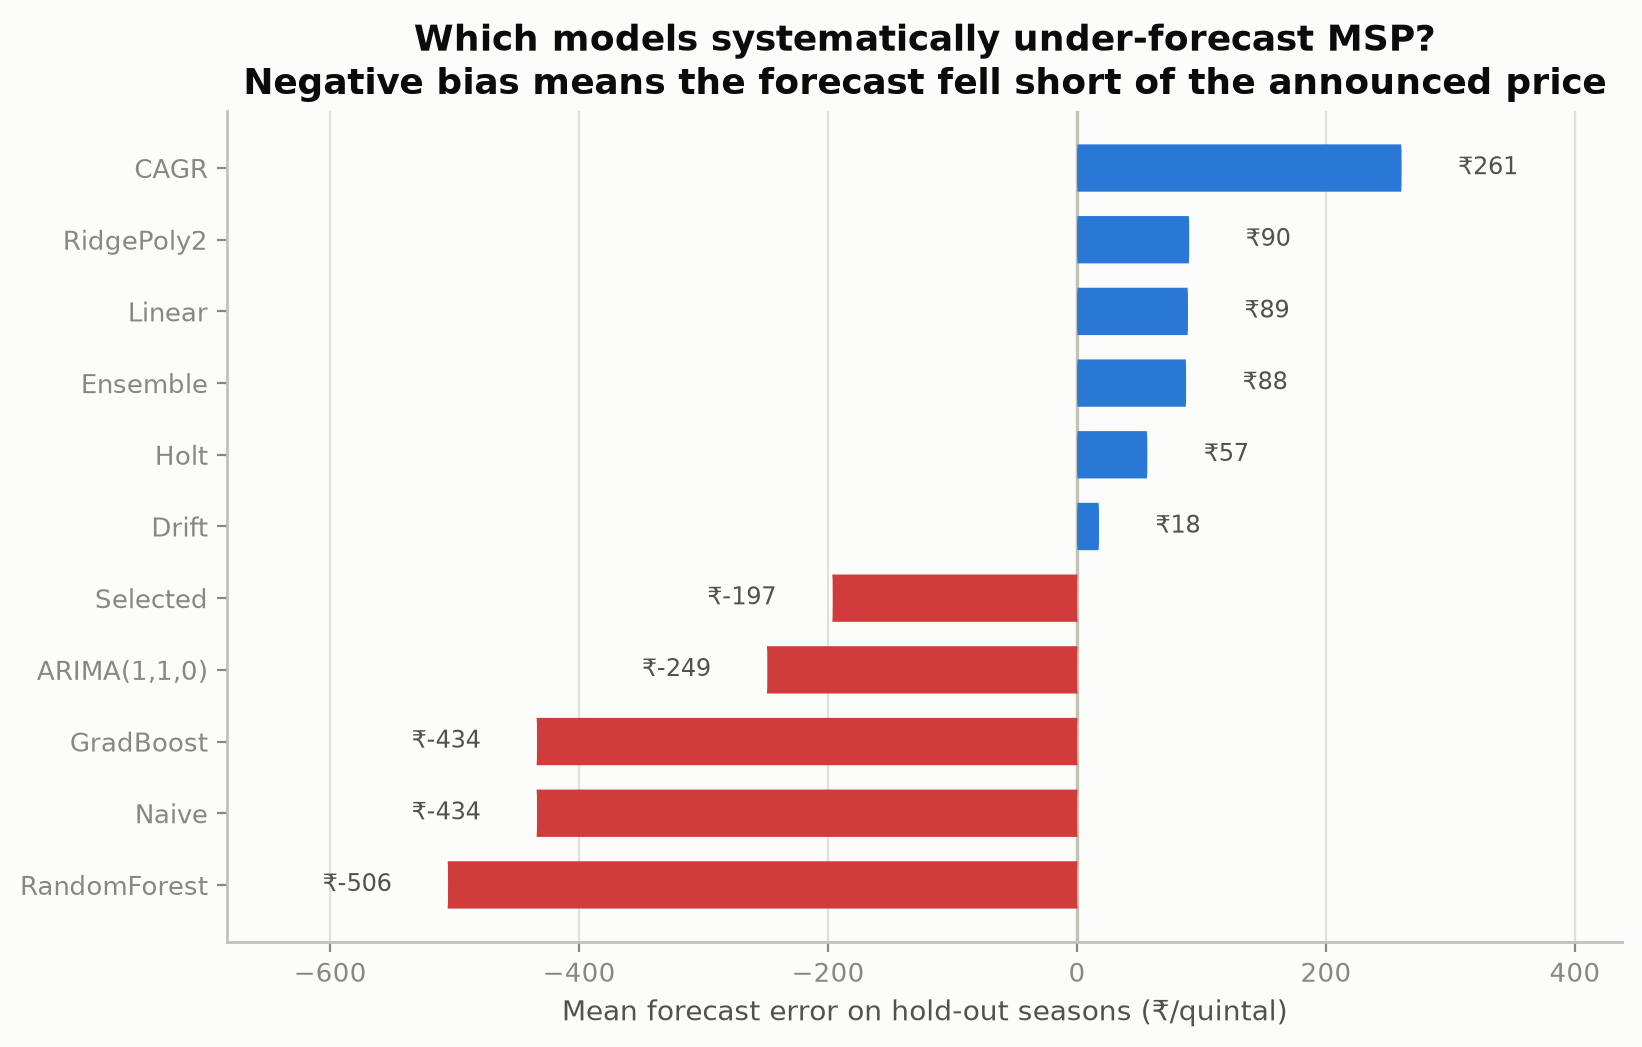 Which models systematically under-forecast MSP?
Negative bias means the forecast fell short of the announced price
CAGR ₹261
RidgePoly2 ₹90
Linear ₹89
Ensemble ₹88
Holt ₹57
Drift ₹18
Selected ₹-197
ARIMA(1,1,0) ₹-249
GradBoost ₹-434
Naive ₹-434
RandomForest ₹-506
−600 −400 −200 0 200 400
Mean forecast error on hold-out seasons (₹/quintal)